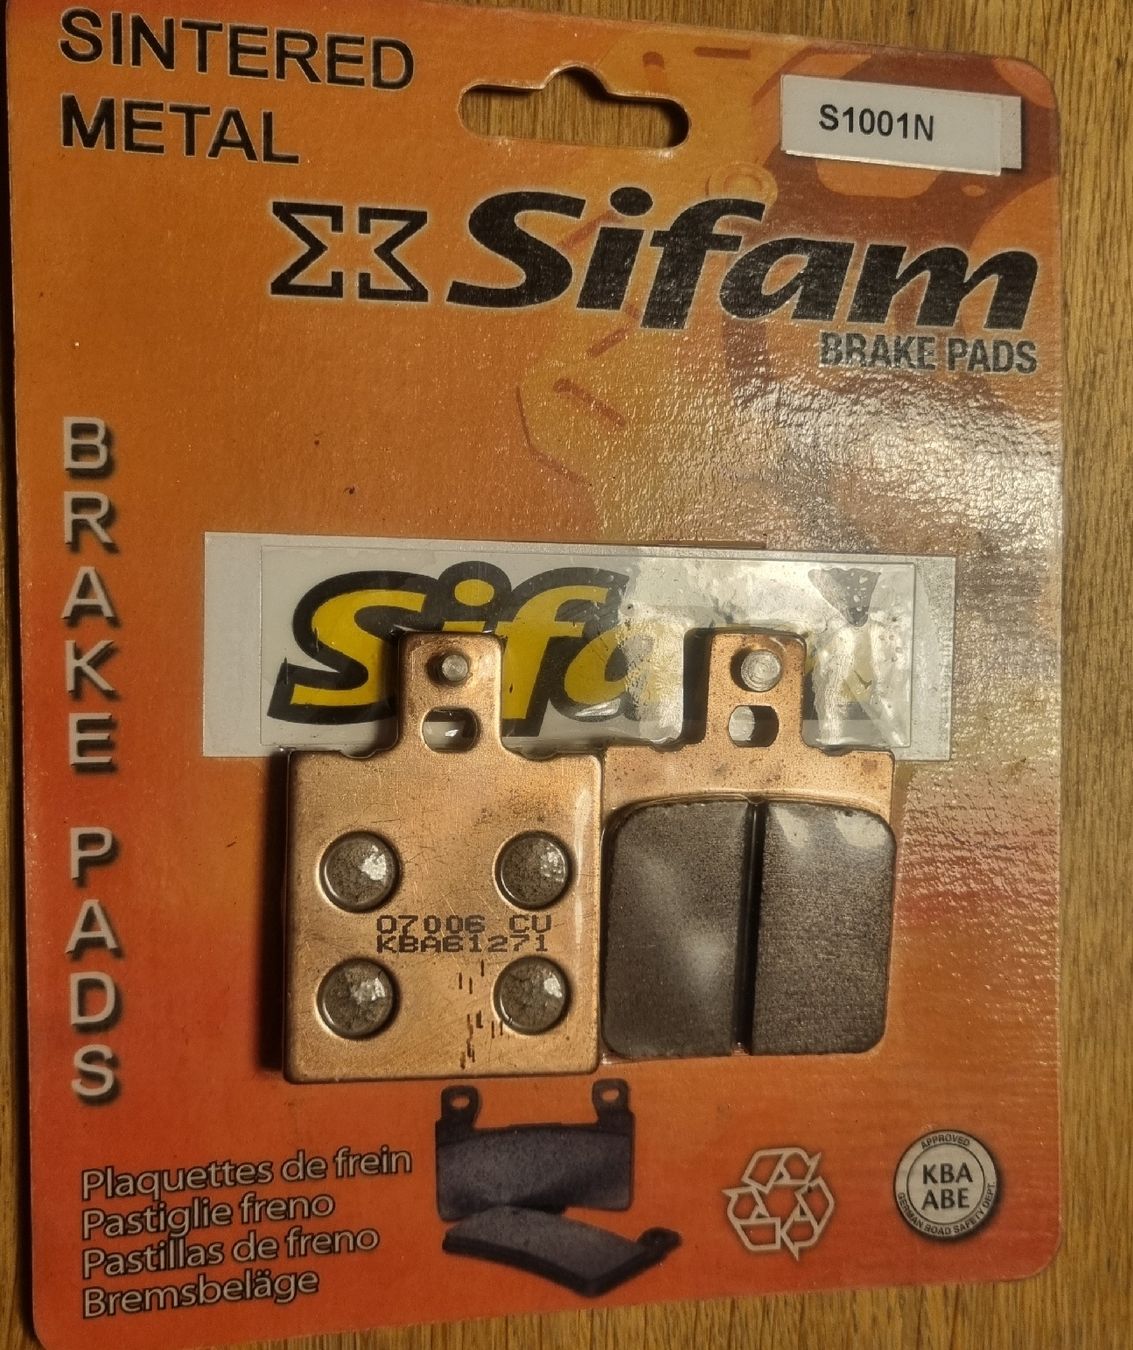 SINTERED
METAL
S1001N
Sifam
BRAKE PADS
BRAKE PADS
Sifam
07006 CU
KBA61271
Plaquettes de frein
Pastiglie freno
Pastillas de freno
Bremsbeläge
APPROVED
KBA
ABE
GERMAN ROAD SAFETY DEPT.